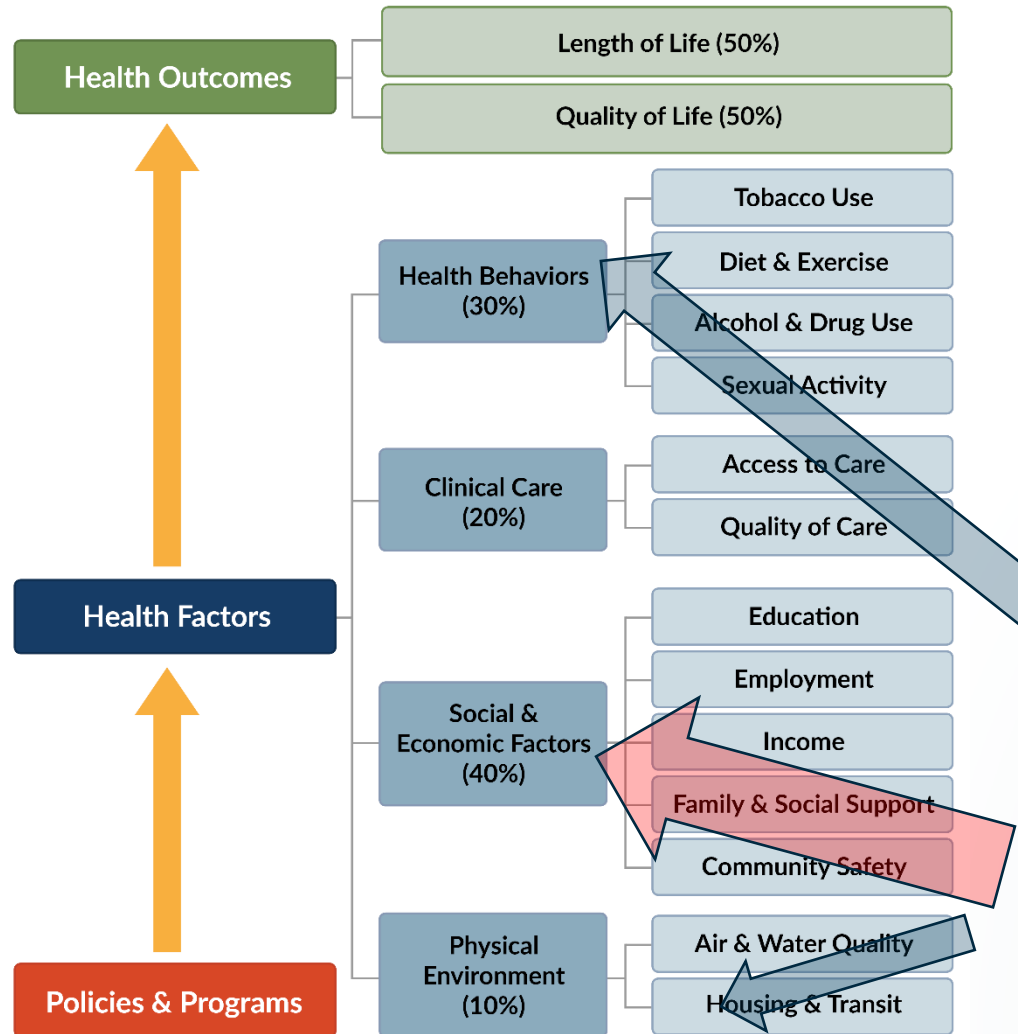 Health Outcomes
Length of Life (50%)
Quality of Life (50%)
Health Factors
Health Behaviors
(30%)
Tobacco Use
Diet & Exercise
Alcohol & Drug Use
Sexual Activity
Clinical Care
(20%)
Access to Care
Quality of Care
Social &
Economic Factors
(40%)
Education
Employment
Income
Family & Social Support
Community Safety
Physical
Environment
(10%)
Air & Water Quality
Housing & Transit
Policies & Programs